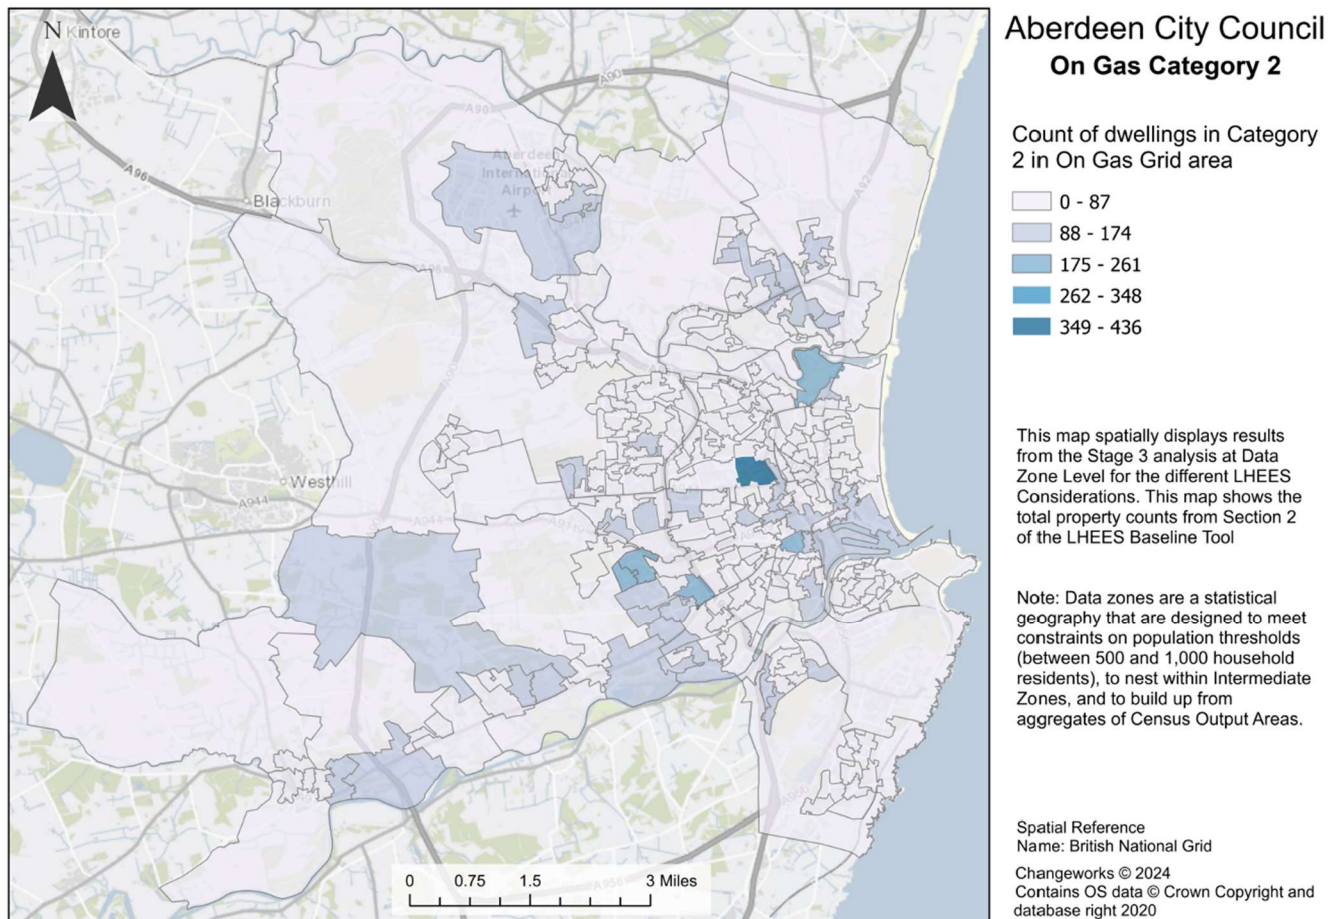 Aberdeen City Council
On Gas Category 2
Count of dwellings in Category
2 in On Gas Grid area
0 - 87
88 - 174
175 - 261
262 - 348
349 - 436
This map spatially displays results
from the Stage 3 analysis at Data
Zone Level for the different LHEES
Considerations. This map shows the
total property counts from Section 2
of the LHEES Baseline Tool
Note: Data zones are a statistical
geography that are designed to meet
constraints on population thresholds
(between 500 and 1,000 household
residents), to nest within Intermediate
Zones, and to build up from
aggregates of Census Output Areas.
Spatial Reference
Name: British National Grid
Changeworks © 2024
Contains OS data © Crown Copyright and
database right 2020
N
Kintore
A90
A96
Aberdeen
International
Airport
A92
Blackburn
Westhill
A944
A944
A956
0 0.75 1.5 3 Miles